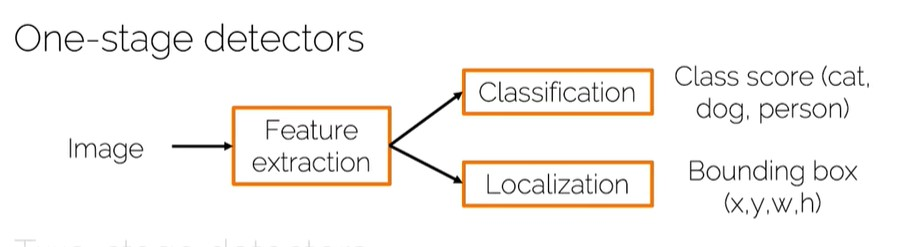 One-stage detectors
Image
Feature
extraction
Classification
Class score (cat,
dog, person)
Localization
Bounding box
(x,y,w,h)